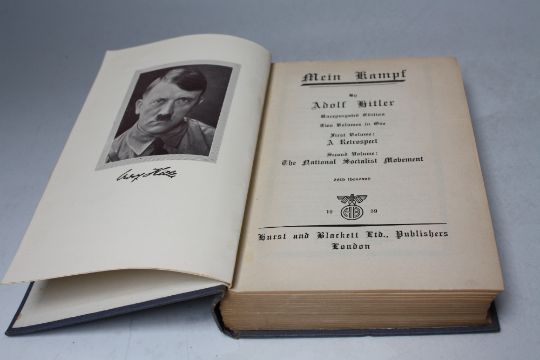 Mein Kampf
By
Adolf Hitler
Unexpurgated Edition
Two Volumes in One
First Volume:
A Retrospect
Second Volume:
The National Socialist Movement
19 39
Hurst and Blackett Ltd., Publishers
London